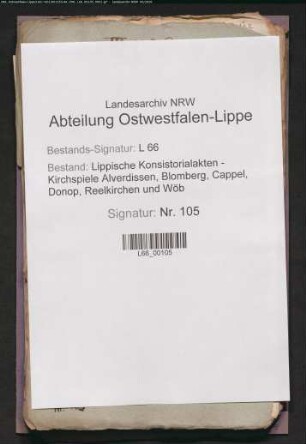 Landesarchiv NRW
Abteilung Ostwestfalen-Lippe
Bestands-Signatur: L 66
Bestand: Lippische Konsistorialakten -
Kirchspiele Alverdissen, Blomberg, Cappel,
Donop, Reelkirchen und Wöb
Signatur: Nr. 105
L66_00105